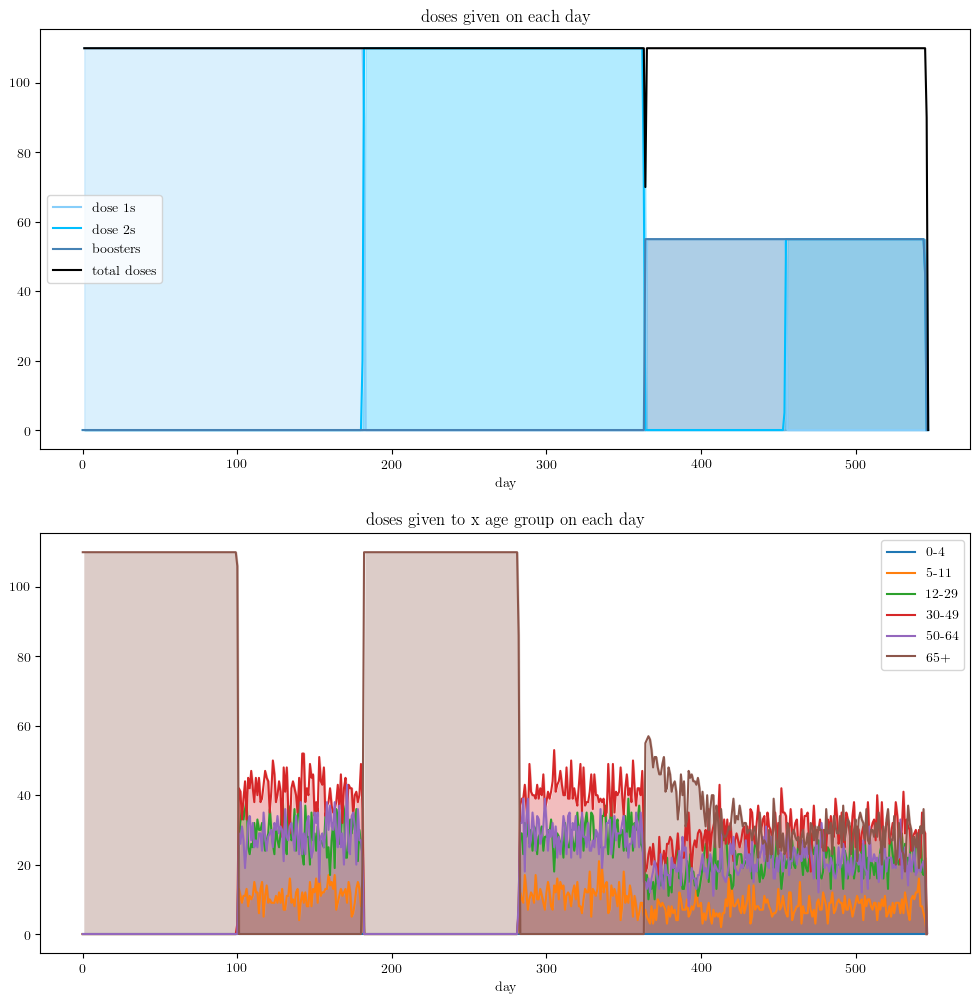 doses given on each day
100
80
60
40
20
0
dose 1s
dose 2s
boosters
total doses
0 100 200 300 400 500
day
doses given to x age group on each day
100
80
60
40
20
0
0-4
5-11
12-29
30-49
50-64
65+
0 100 200 300 400 500
day